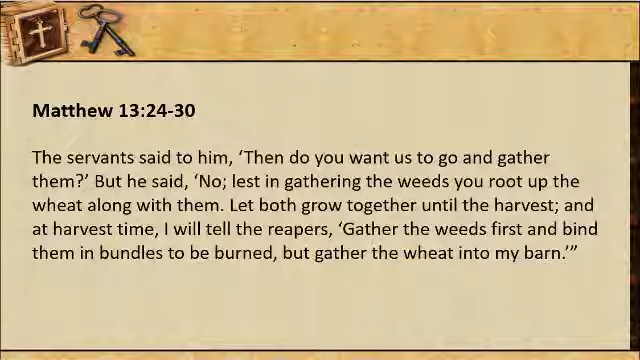 Matthew 13:24-30
The servants said to him, ‘Then do you want us to go and gather
them?’ But he said, ‘No; lest in gathering the weeds you root up the
wheat along with them. Let both grow together until the harvest; and
at harvest time, I will tell the reapers, ‘Gather the weeds first and bind
them in bundles to be burned, but gather the wheat into my barn.’”